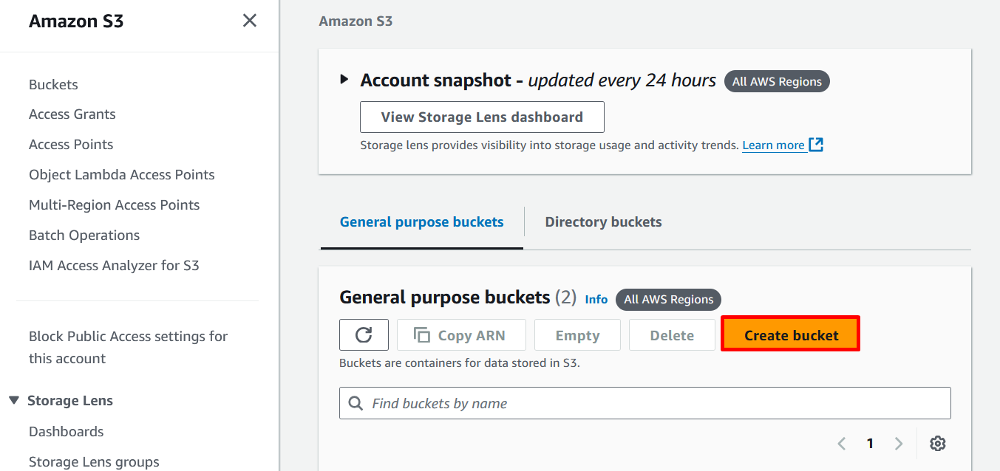 Amazon S3
Buckets
Access Grants
Access Points
Object Lambda Access Points
Multi-Region Access Points
Batch Operations
IAM Access Analyzer for S3
Block Public Access settings for
this account
Storage Lens
Dashboards
Storage Lens groups
Amazon S3
Account snapshot - updated every 24 hours All AWS Regions
View Storage Lens dashboard
Storage lens provides visibility into storage usage and activity trends. Learn more
General purpose buckets Directory buckets
General purpose buckets (2) Info All AWS Regions
Copy ARN Empty Delete Create bucket
Buckets are containers for data stored in S3.
Find buckets by name
1